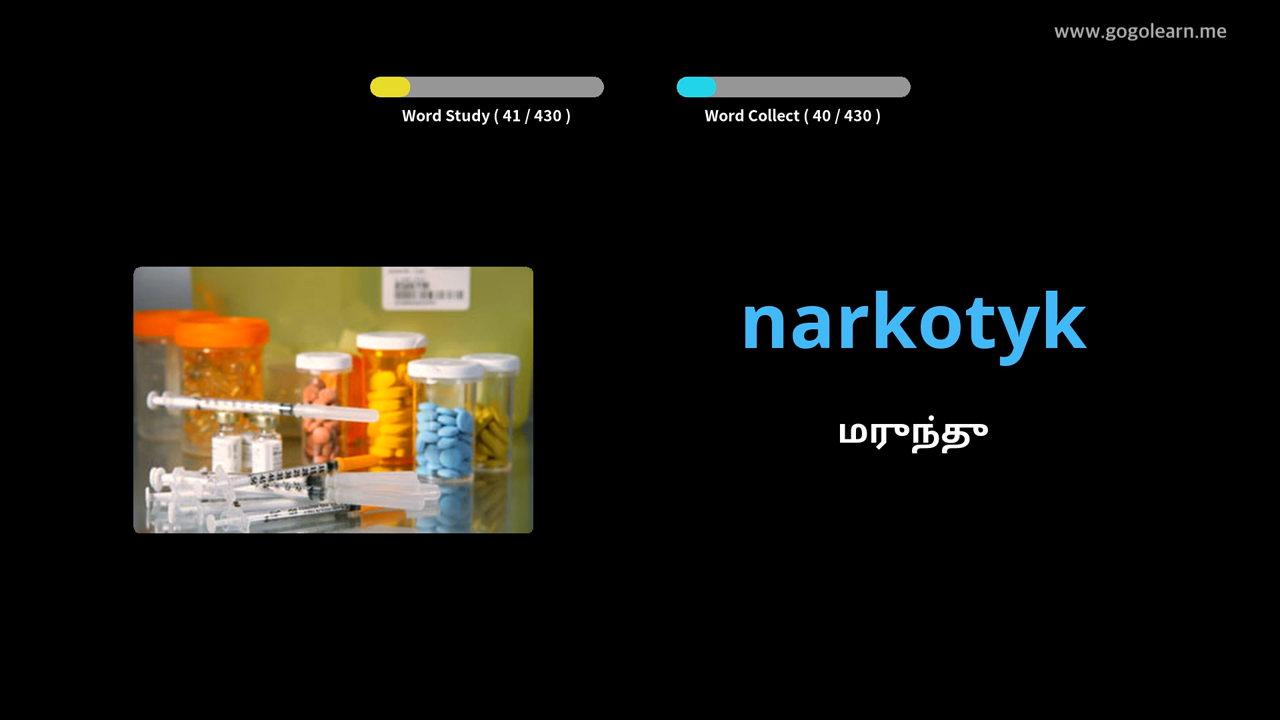 www.gogolearn.me
Word Study ( 41 / 430 )
Word Collect ( 40 / 430 )
narkotyk
மருந்து